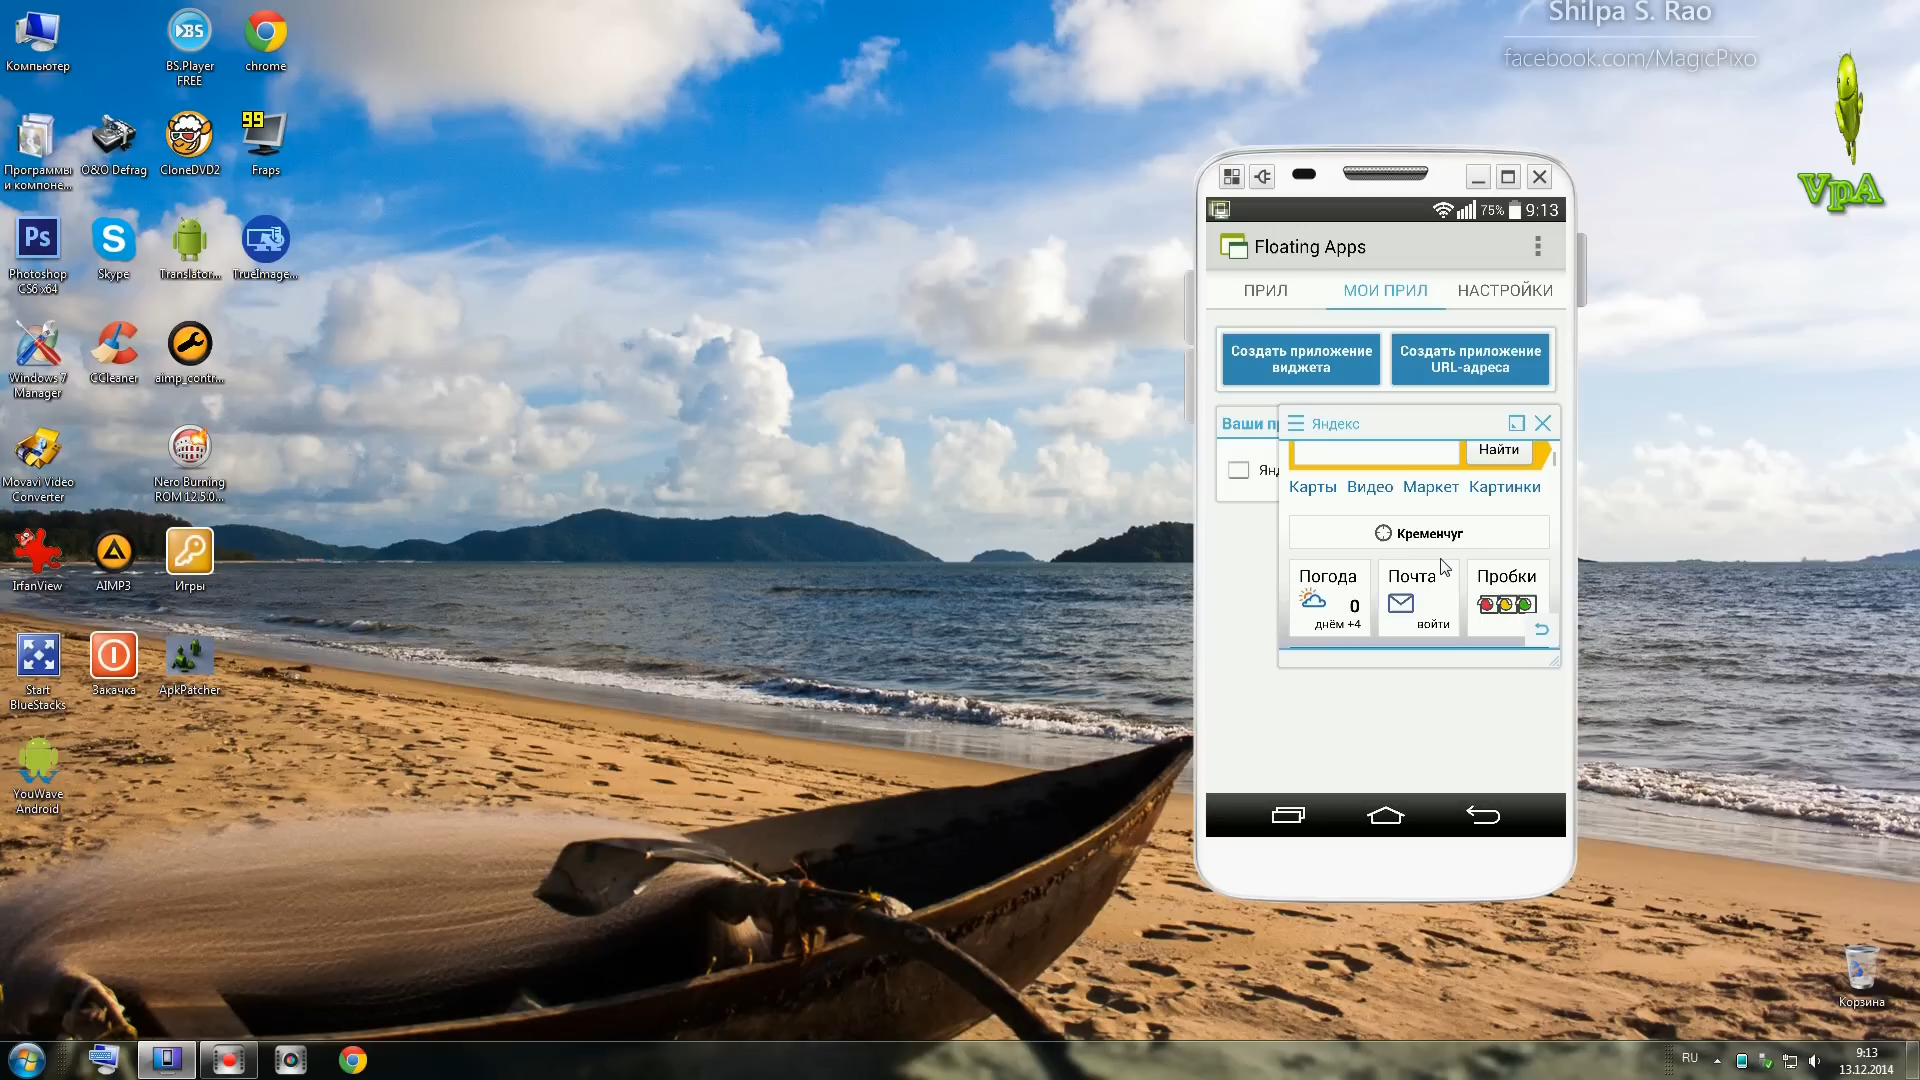 Shilpa S. Rao
facebook.com/MagicPixo
VpA
Компьютер
BS.Player
FREE
chrome
Программы
и компоне...
O&O Defrag
CloneDVD2
99
Fraps
Ps
Photoshop
CS6 x64
Skype
Translator...
TrueImage...
Windows 7
Manager
CCleaner
aimp_contr...
Movavi Video
Converter
Nero Burning
ROM 12.5.0...
IrfanView
AIMP3
Игры
Start
BlueStacks
Закачка
ApkPatcher
YouWave
Android
75%
9:13
Floating Apps
ПРИЛ
МОИ ПРИЛ
НАСТРОЙКИ
Создать приложение
виджета
Создать приложение
URL-адреса
Ваши п
Янд
Яндекс
Найти
Карты
Видео
Маркет
Картинки
Кременчуг
Погода
0
днём +4
Почта
войти
Пробки
Корзина
RU
9:13
13.12.2014